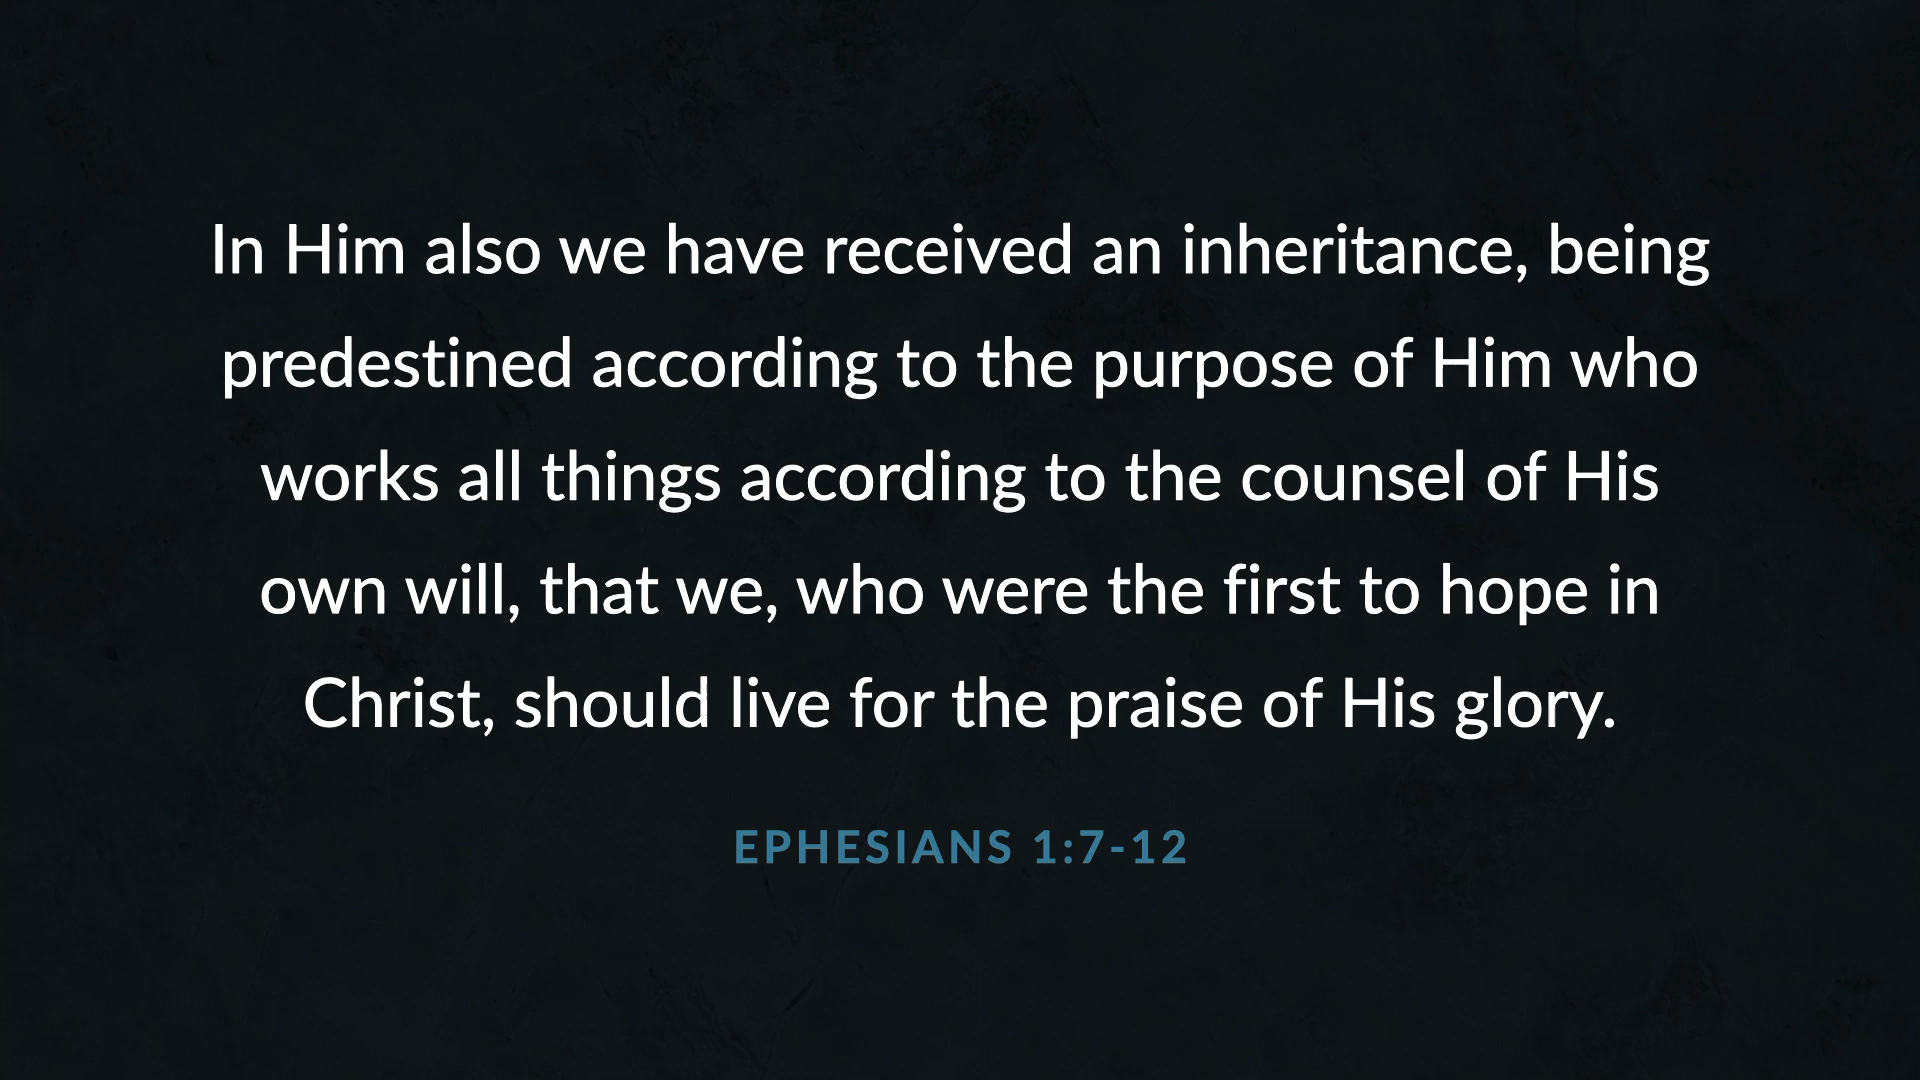 In Him also we have received an inheritance, being
predestined according to the purpose of Him who
works all things according to the counsel of His
own will, that we, who were the first to hope in
Christ, should live for the praise of His glory.
EPHESIANS 1:7-12